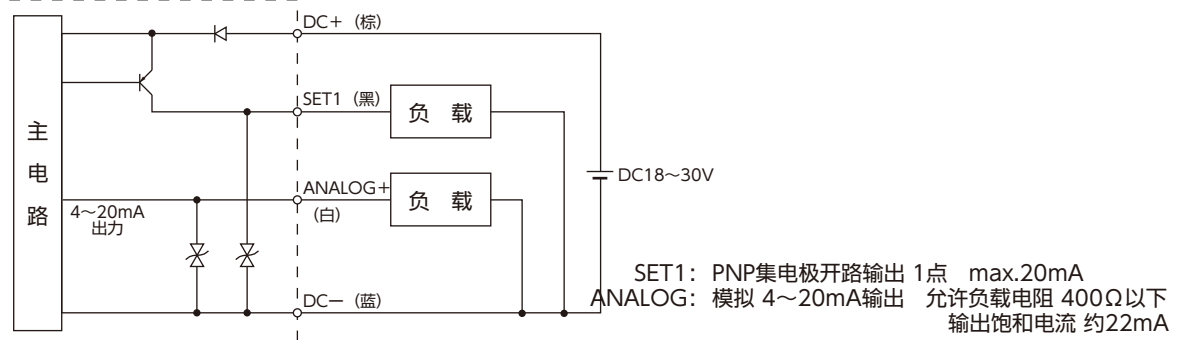 DC+（棕）
SET1（黑）
负 载
主电路
DC18～30V
ANALOG+
（白）
负 载
4～20mA
出力
SET1：PNP集电极开路输出 1点 max.20mA
ANALOG：模拟 4～20mA输出 允许负载电阻 400Ω以下
DC－（蓝）
输出饱和电流 约22mA